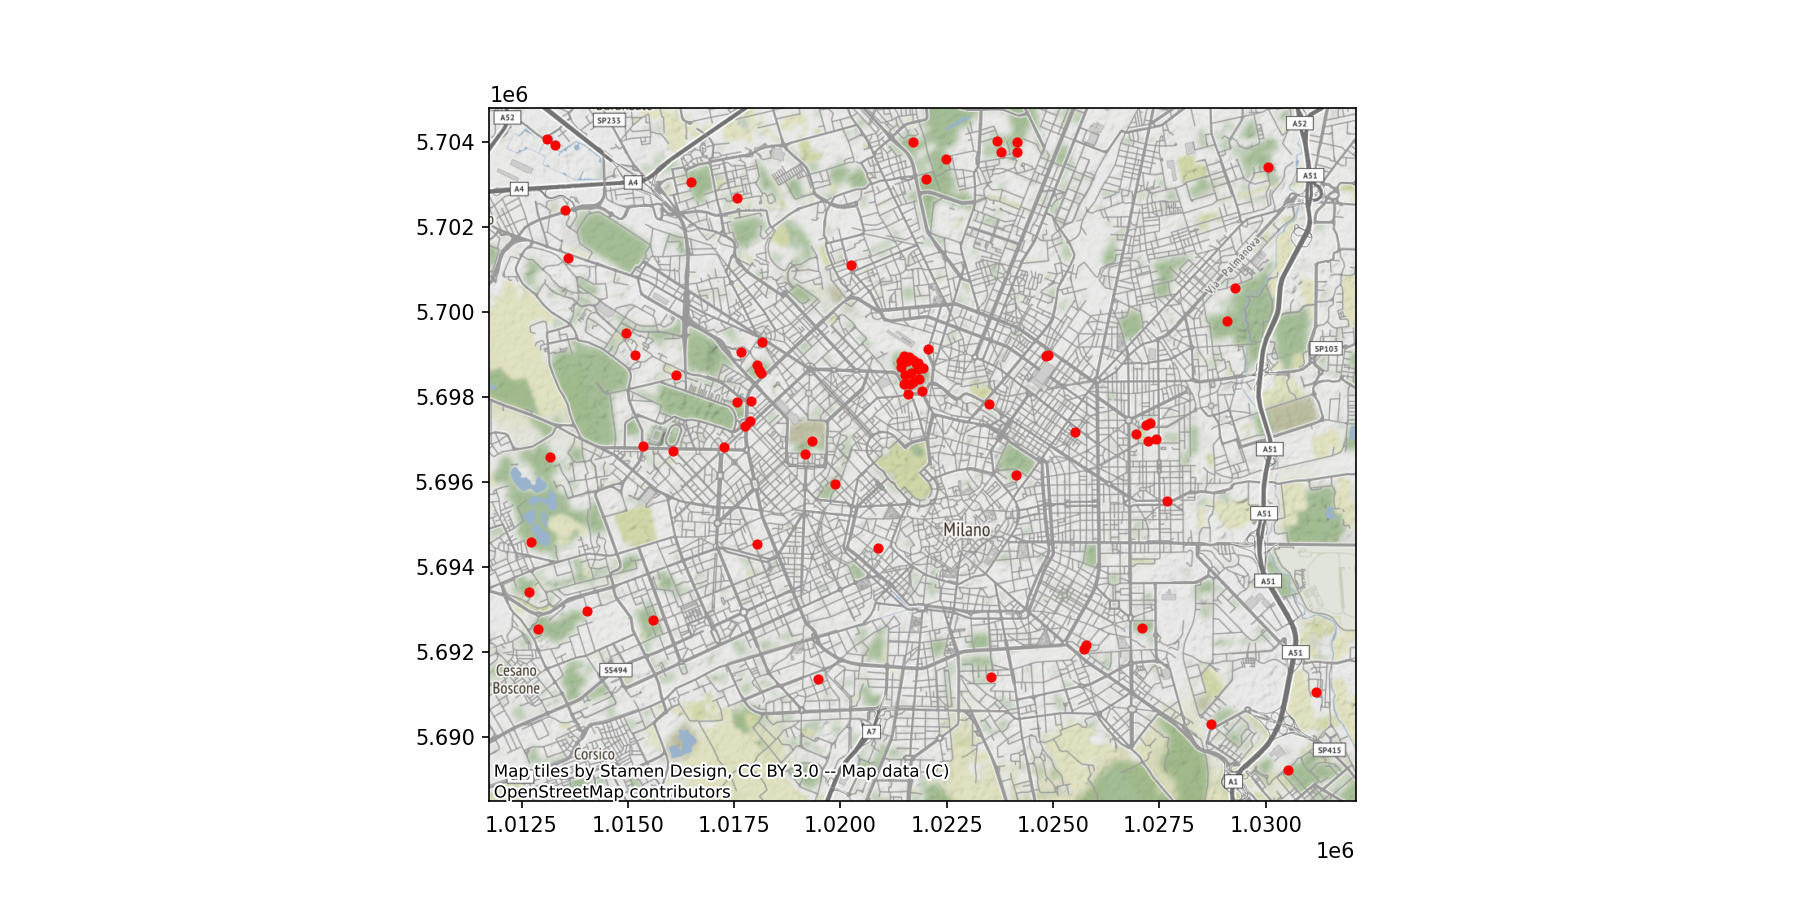 1e6
5.704
5.702
5.700
5.698
5.696
5.694
5.692
5.690
A52
SP233
A52
A4
A4
A51
Via Palmanova
SP103
A51
A51
Milano
A51
A51
Cesano
Boscone
SS494
A7
SP415
Corsico
A1
Map tiles by Stamen Design, CC BY 3.0 -- Map data (C)
OpenStreetMap contributors
1.0125 1.0150 1.0175 1.0200 1.0225 1.0250 1.0275 1.0300
1e6